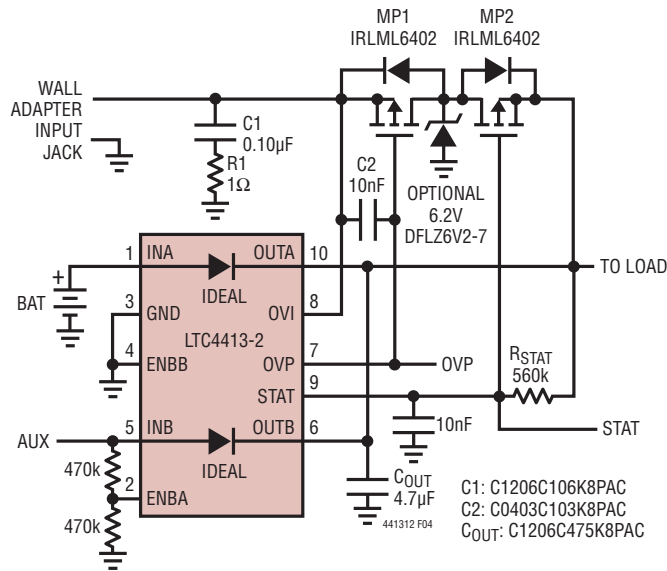 MP1
IRLML6402
MP2
IRLML6402
WALL
ADAPTER
INPUT
JACK
C1
0.10µF
R1
1Ω
C2
10nF
OPTIONAL
6.2V
DFLZ6V2-7
1
INA
OUTA
10
IDEAL
TO LOAD
+
BAT
3
GND
OVI
8
LTC4413-2
4
ENBB
OVP
7
OVP
RSTAT
560k
STAT
9
10nF
STAT
AUX
5
INB
OUTB
6
IDEAL
470k
2
ENBA
470k
COUT
4.7µF
441312 F04
C1: C1206C106K8PAC
C2: C0403C103K8PAC
COUT: C1206C475K8PAC